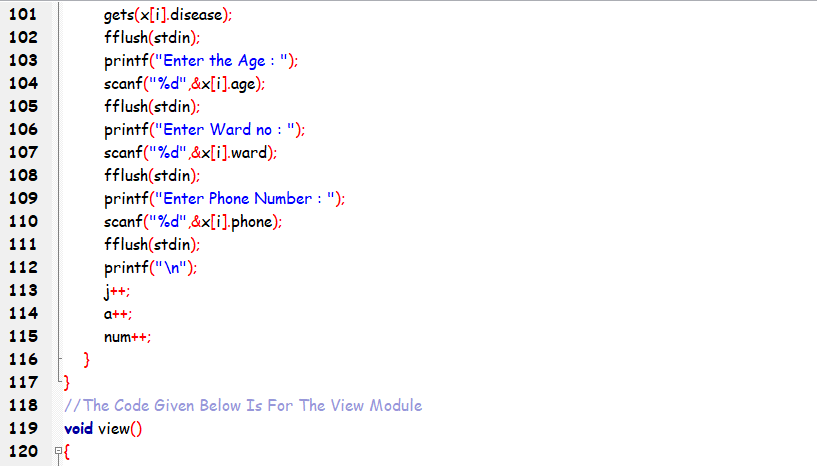 101 gets(x[i].disease);
102 fflush(stdin);
103 printf("Enter the Age : ");
104 scanf("%d",&x[i].age);
105 fflush(stdin);
106 printf("Enter Ward no : ");
107 scanf("%d",&x[i].ward);
108 fflush(stdin);
109 printf("Enter Phone Number : ");
110 scanf("%d",&x[i].phone);
111 fflush(stdin);
112 printf("\n");
113 j++;
114 a++;
115 num++;
116 }
117 }
118 //The Code Given Below Is For The View Module
119 void view()
120 {